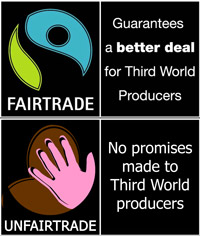 FAIRTRADE
Guarantees
a better deal
for Third World
Producers
UNFAIRTRADE
No promises
made to
Third World
producers